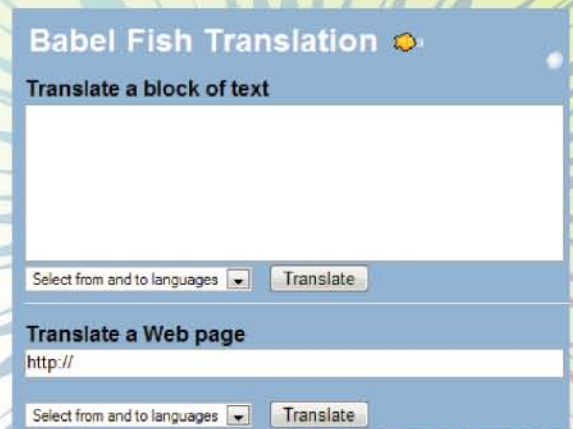 Babel Fish Translation
Translate a block of text
Select from and to languages Translate
Translate a Web page
http://
Select from and to languages Translate